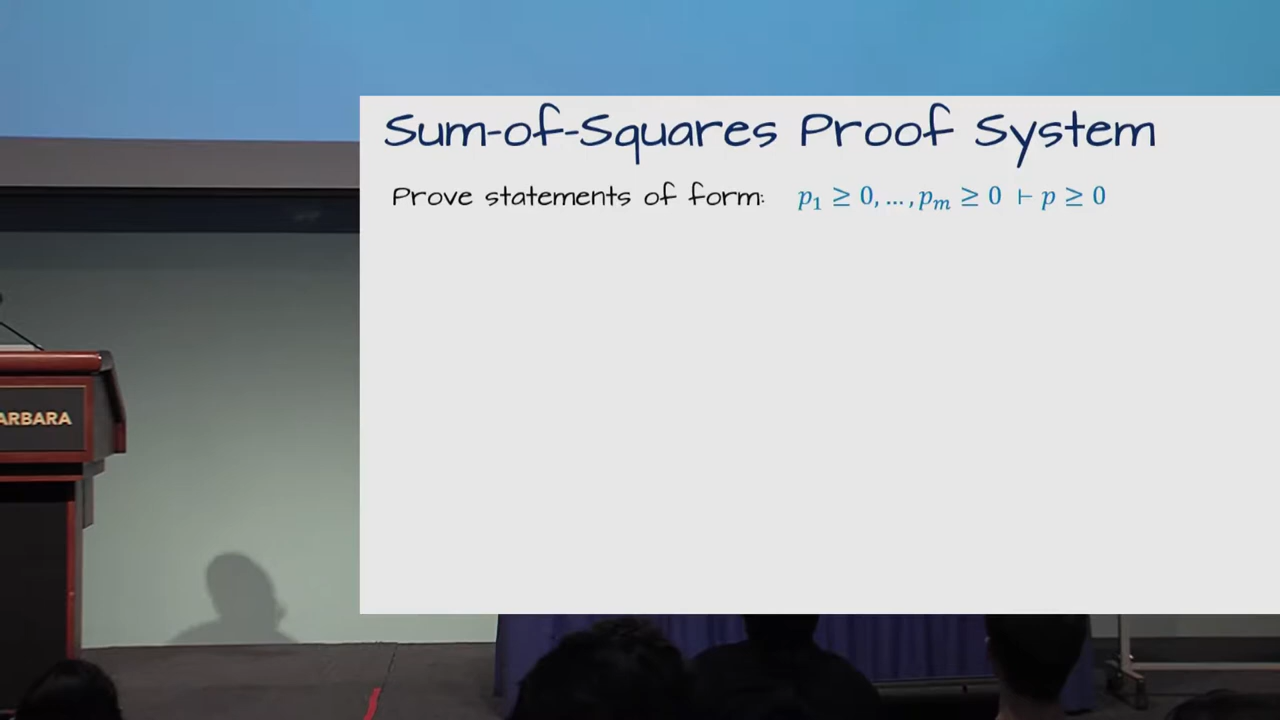 Sum-of-Squares Proof System
Prove statements of form: p₁ ≥ 0, … , pₘ ≥ 0 ⊢ p ≥ 0
ARBARA